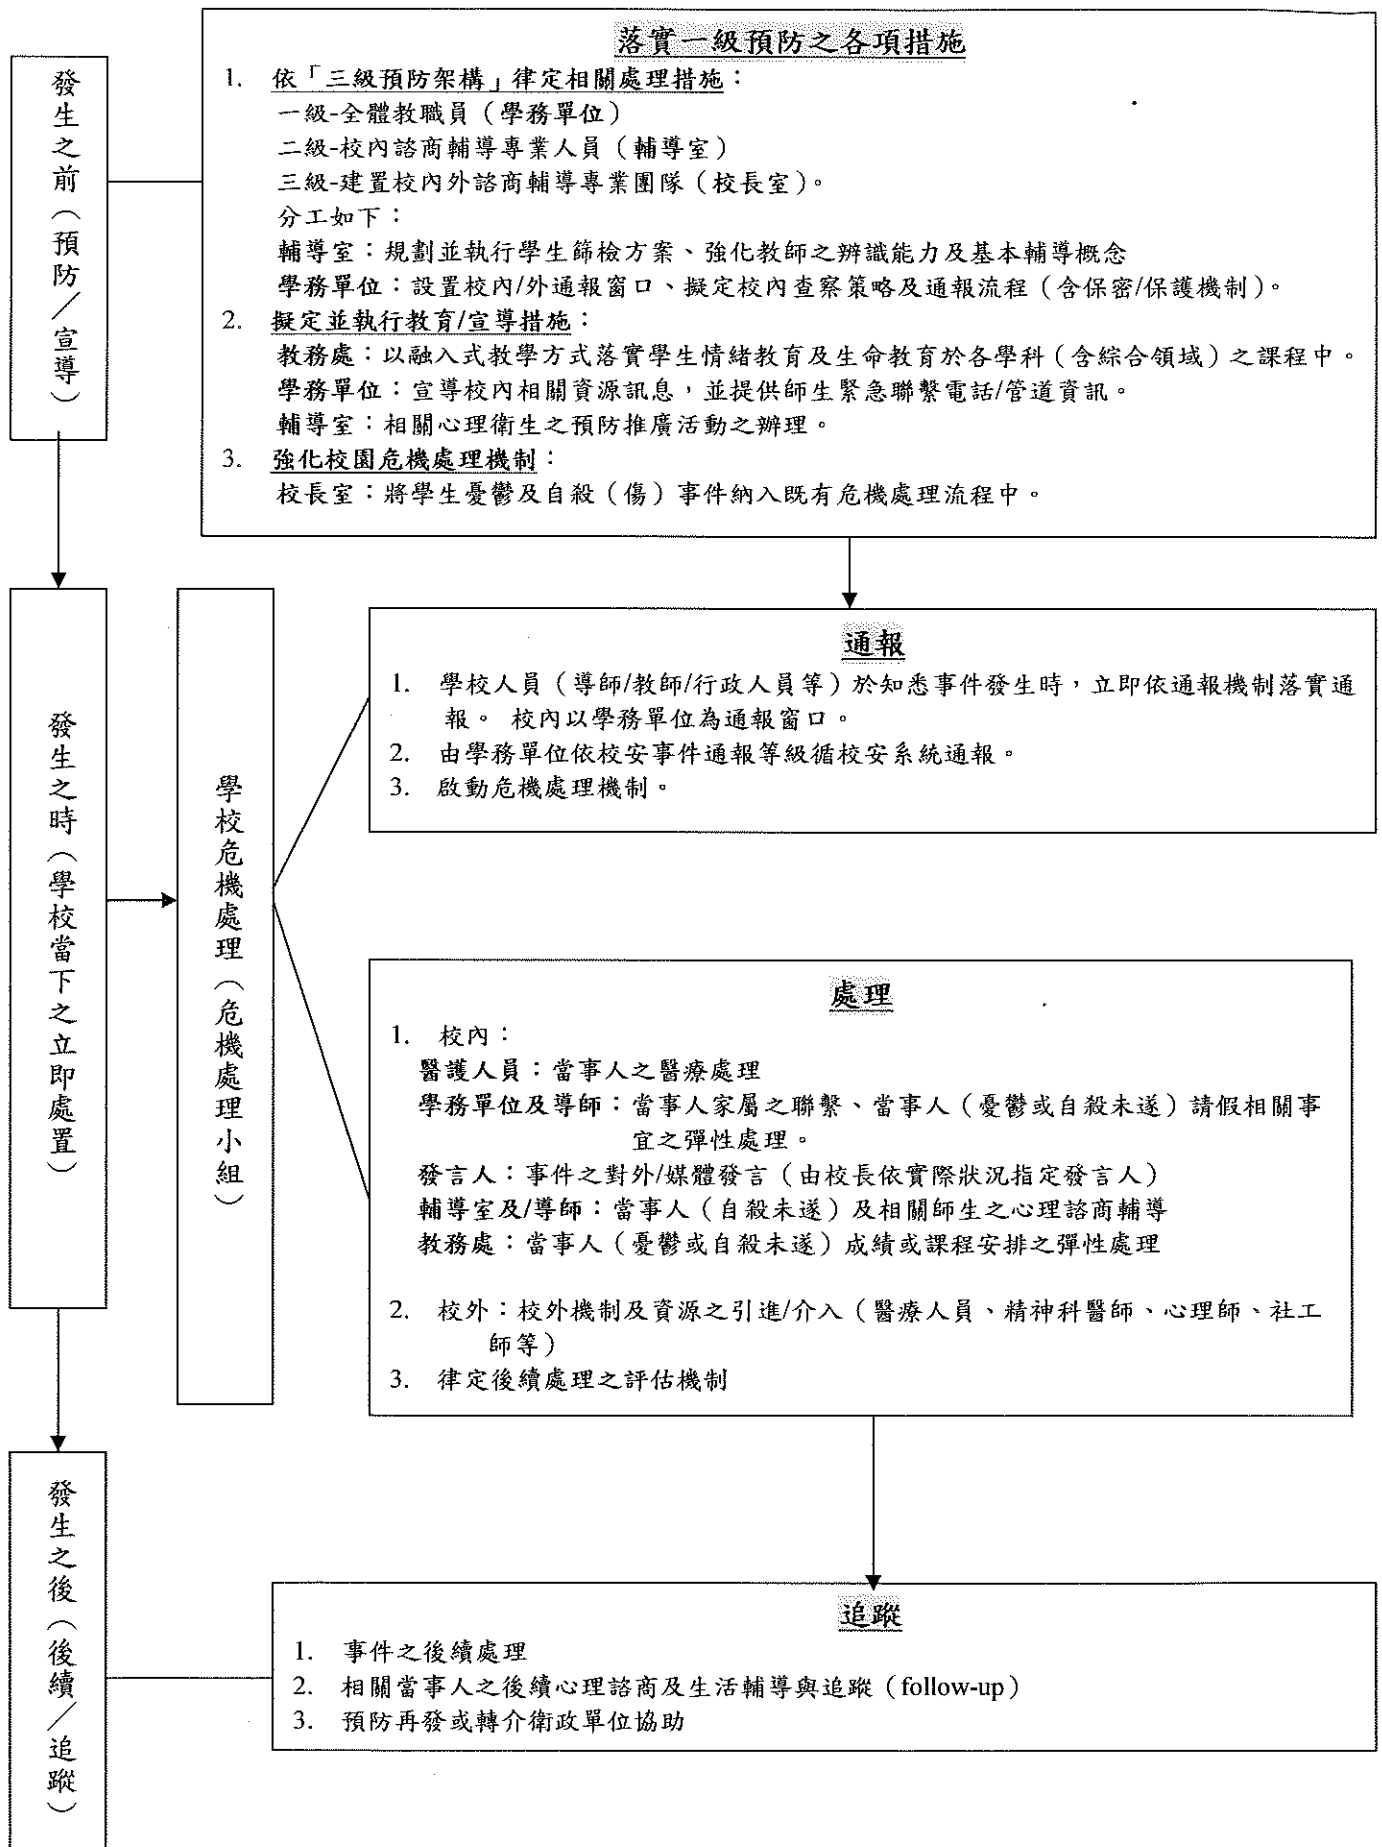 發生之前（預防／宣導）
落實一級預防之各項措施
1. 依「三級預防架構」律定相關處理措施：
一級-全體教職員（學務單位）
二級-校內諮商輔導專業人員（輔導室）
三級-建置校內外諮商輔導專業團隊（校長室）。
分工如下：
輔導室：規劃並執行學生篩檢方案、強化教師之辨識能力及基本輔導概念
學務單位：設置校內/外通報窗口、擬定校內查察策略及通報流程（含保密/保護機制）。
2. 擬定並執行教育/宣導措施：
教務處：以融入式教學方式落實學生情緒教育及生命教育於各學科（含綜合領域）之課程中。
學務單位：宣導校內相關資源訊息，並提供師生緊急聯繫電話/管道資訊。
輔導室：相關心理衛生之預防推廣活動之辦理。
3. 強化校園危機處理機制：
校長室：將學生憂鬱及自殺（傷）事件納入既有危機處理流程中。
發生之時（學校當下之立即處置）
學校危機處理（危機處理小組）
通報
1. 學校人員（導師/教師/行政人員等）於知悉事件發生時，立即依通報機制落實通
報。 校內以學務單位為通報窗口。
2. 由學務單位依校安事件通報等級循校安系統通報。
3. 啟動危機處理機制。
處理
1. 校內：
醫護人員：當事人之醫療處理
學務單位及導師：當事人家屬之聯繫、當事人（憂鬱或自殺未遂）請假相關事
宜之彈性處理。
發言人：事件之對外/媒體發言（由校長依實際狀況指定發言人）
輔導室及/導師：當事人（自殺未遂）及相關師生之心理諮商輔導
教務處：當事人（憂鬱或自殺未遂）成績或課程安排之彈性處理
2. 校外：校外機制及資源之引進/介入（醫療人員、精神科醫師、心理師、社工
師等）
3. 律定後續處理之評估機制
發生之後（後續／追蹤）
追蹤
1. 事件之後續處理
2. 相關當事人之後續心理諮商及生活輔導與追蹤（follow-up）
3. 預防再發或轉介衛政單位協助